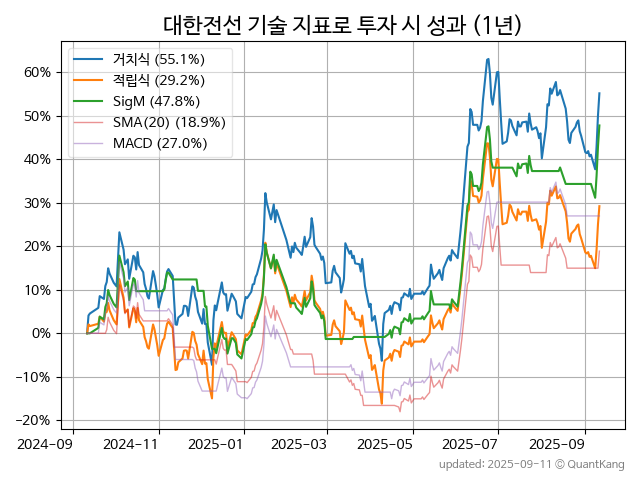 대한전선 기술 지표로 투자 시 성과 (1년)
거치식 (55.1%)
적립식 (29.2%)
SigM (47.8%)
SMA(20) (18.9%)
MACD (27.0%)
60%
50%
40%
30%
20%
10%
0%
−10%
−20%
2024-09 2024-11 2025-01 2025-03 2025-05 2025-07 2025-09
updated: 2025-09-11 © QuantKang